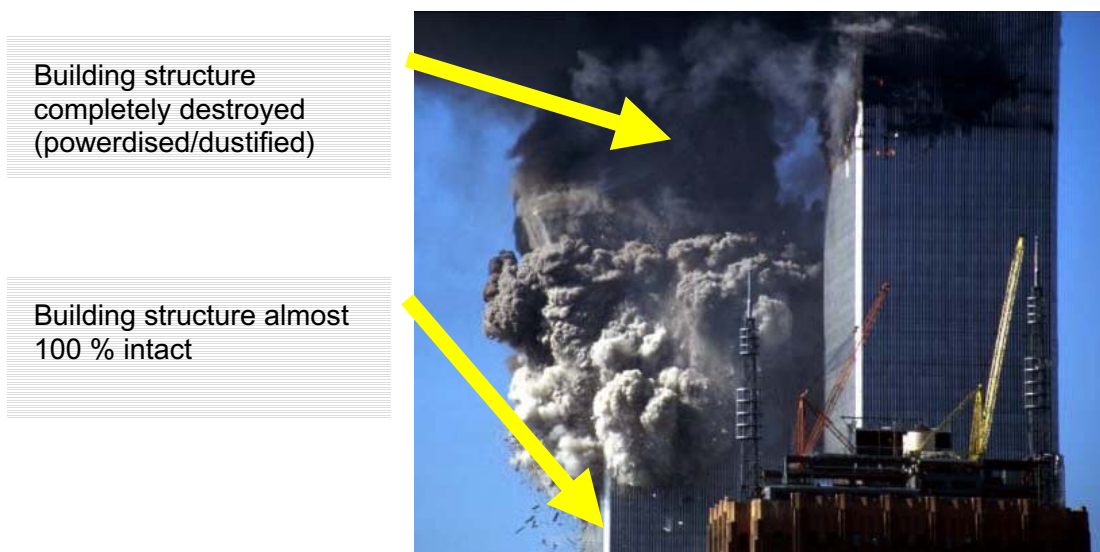 Building structure
completely destroyed
(powerdised/dustified)
Building structure almost
100 % intact